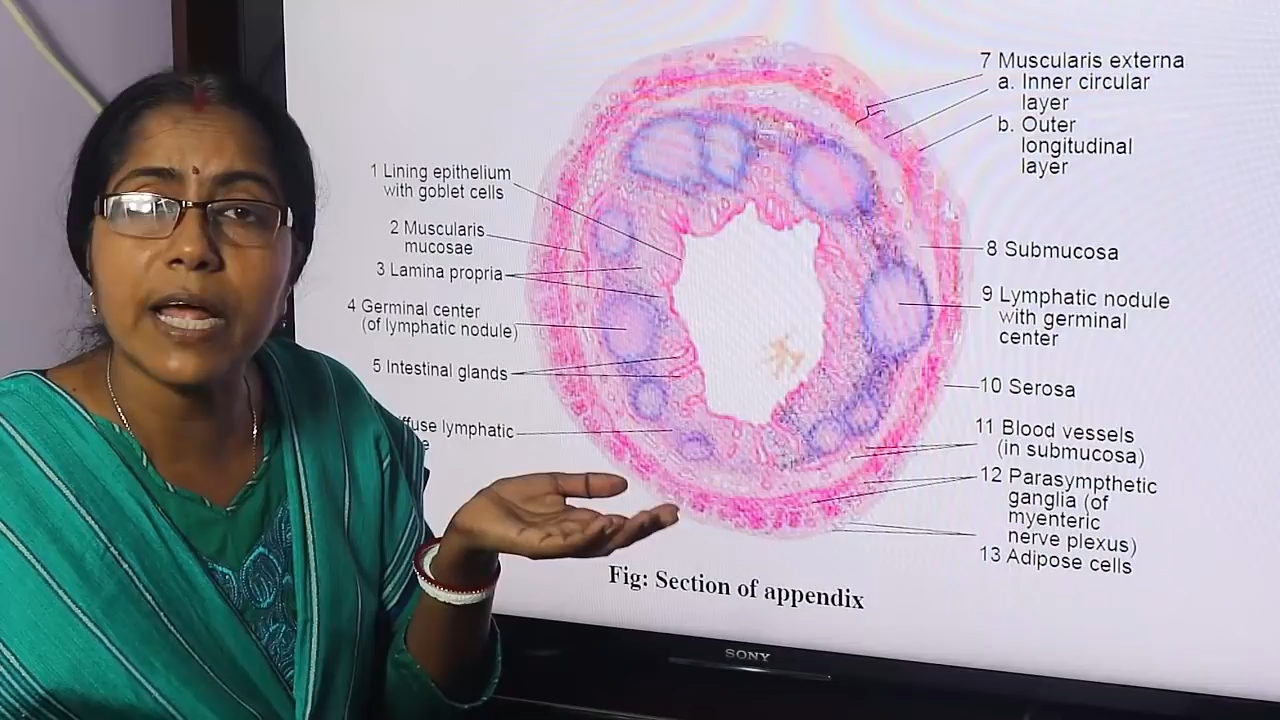 1 Lining epithelium
with goblet cells
2 Muscularis
mucosae
3 Lamina propria
4 Germinal center
(of lymphatic nodule)
5 Intestinal glands
lymphatic
7 Muscularis externa
a. Inner circular
layer
b. Outer
longitudinal
layer
8 Submucosa
9 Lymphatic nodule
with germinal
center
10 Serosa
11 Blood vessels
(in submucosa)
12 Parasympthetic
ganglia (of
myenteric
nerve plexus)
13 Adipose cells
Fig: Section of appendix
SONY